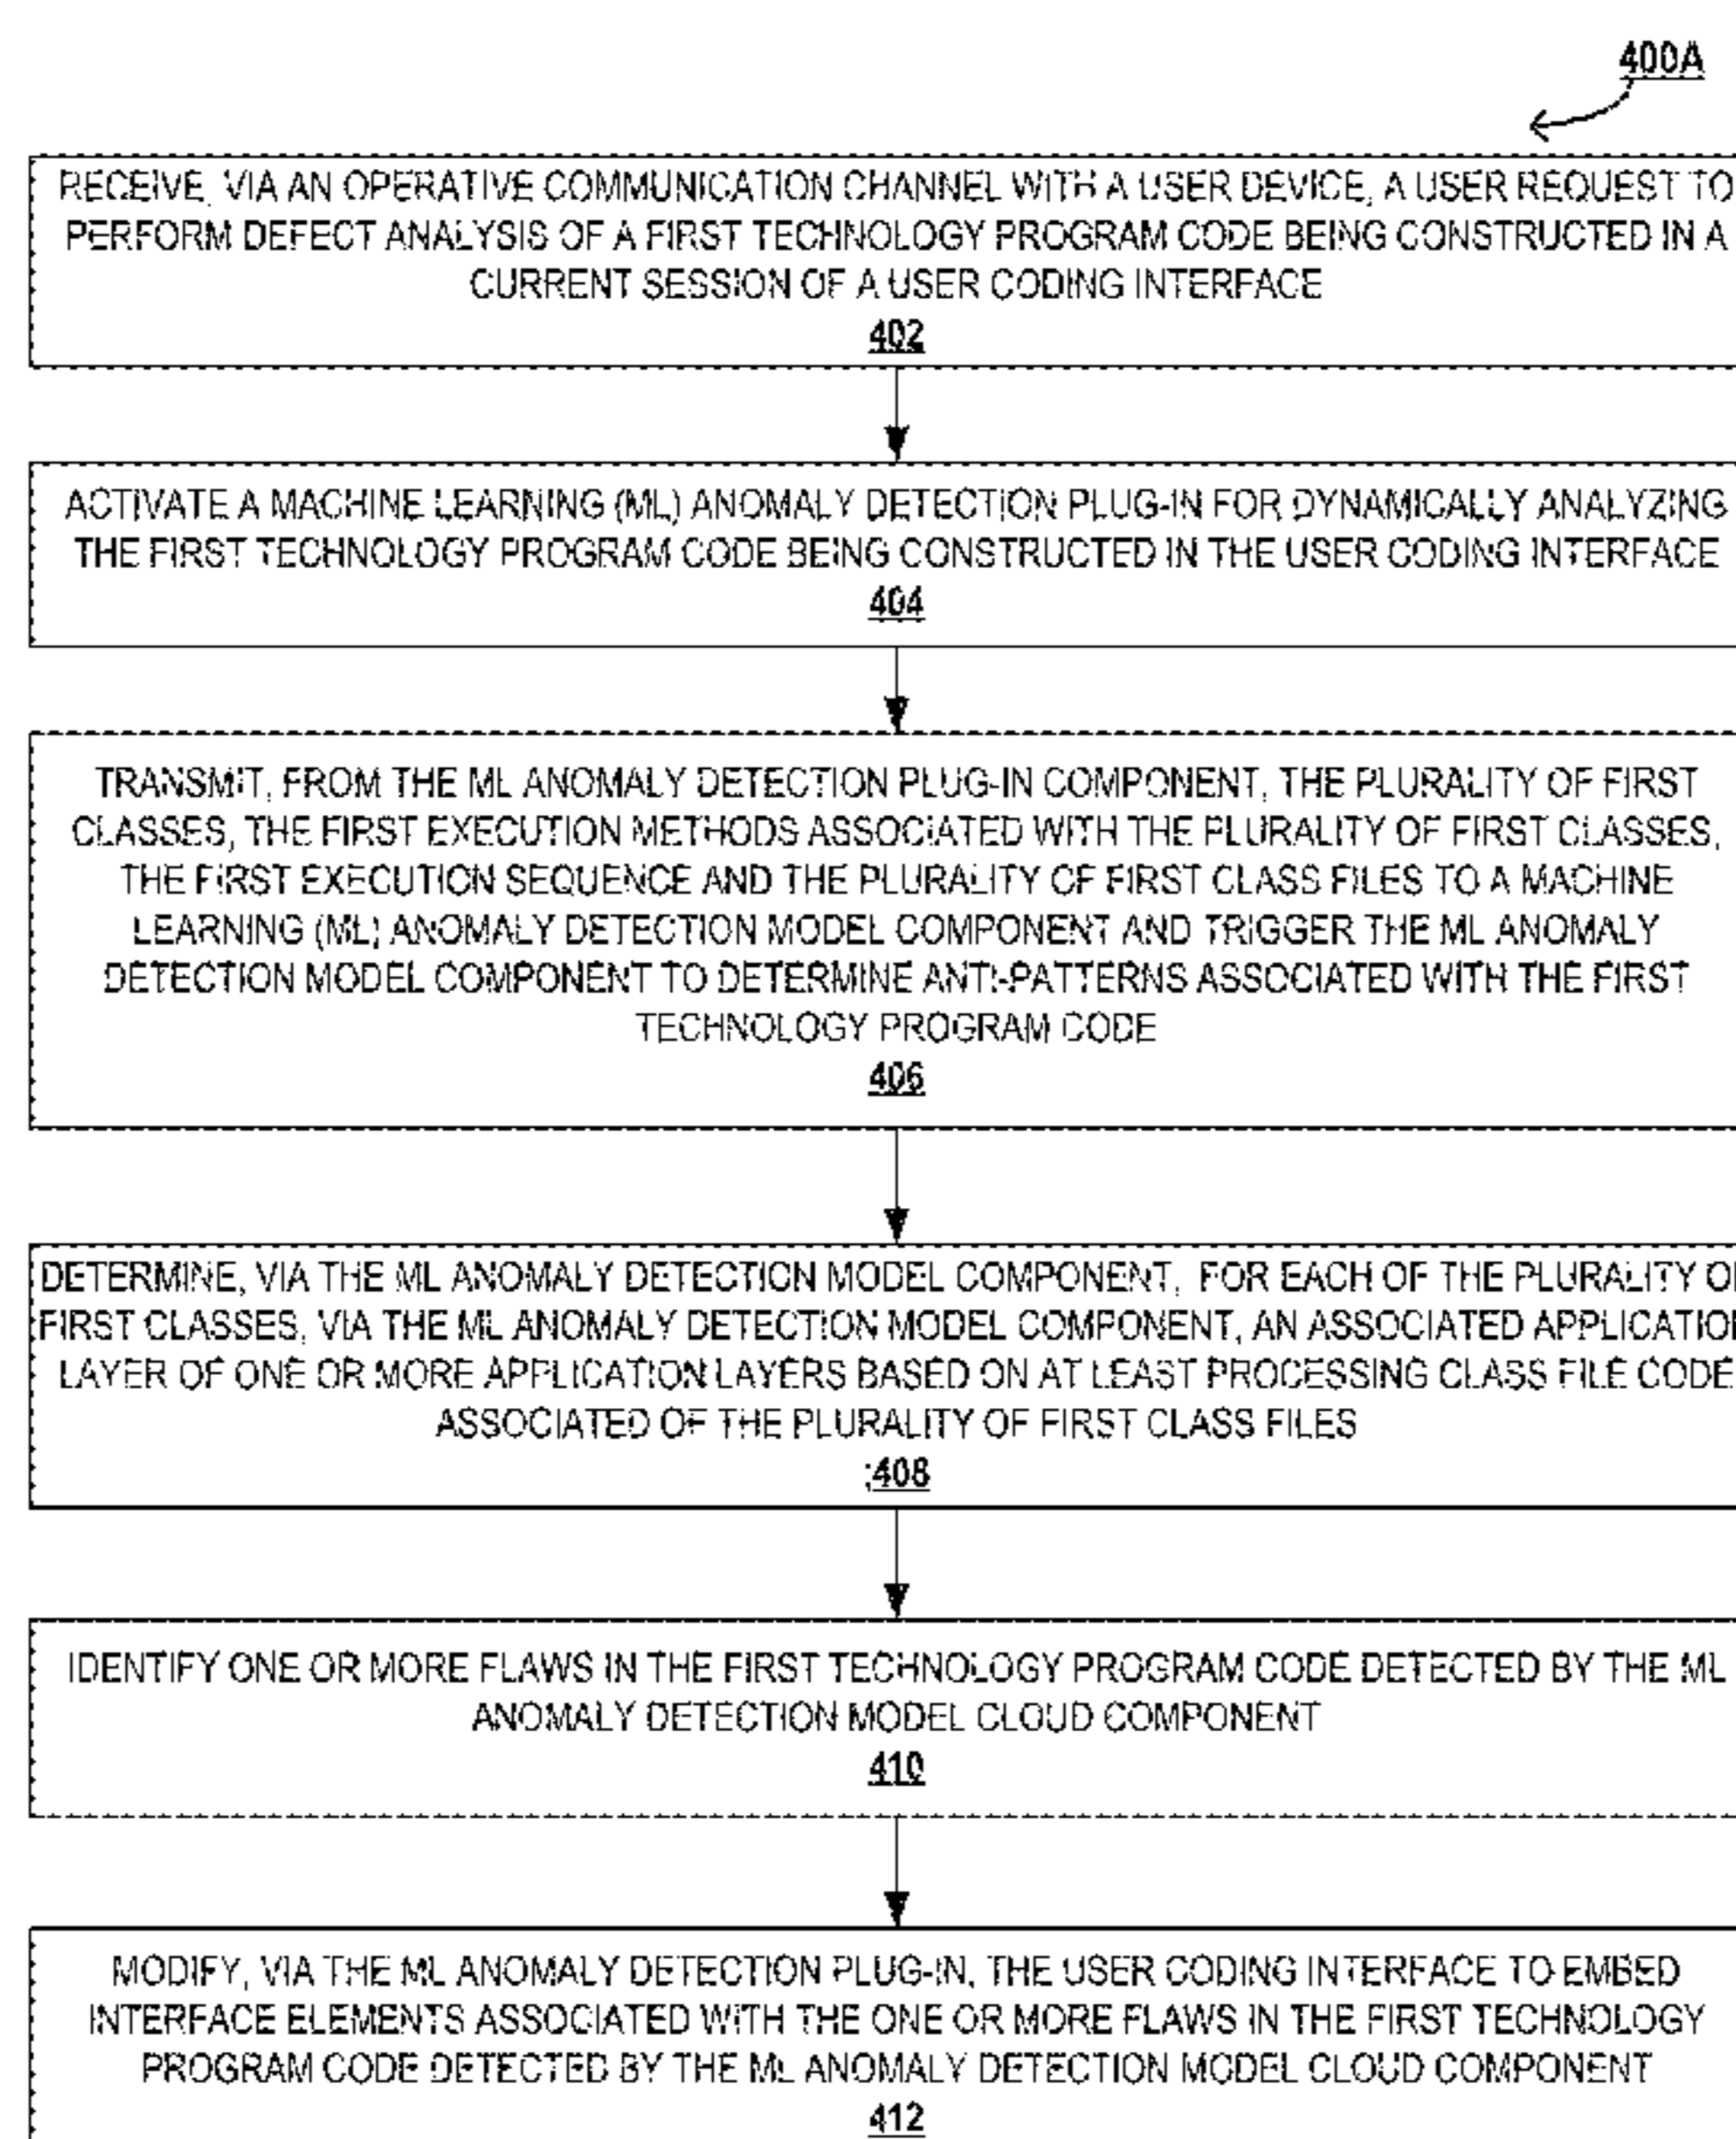 400A
RECEIVE, VIA AN OPERATIVE COMMUNICATION CHANNEL WITH A USER DEVICE, A USER REQUEST TO
PERFORM DEFECT ANALYSIS OF A FIRST TECHNOLOGY PROGRAM CODE BEING CONSTRUCTED IN A
CURRENT SESSION OF A USER CODING INTERFACE
402
ACTIVATE A MACHINE LEARNING (ML) ANOMALY DETECTION PLUG-IN FOR DYNAMICALLY ANALYZING
THE FIRST TECHNOLOGY PROGRAM CODE BEING CONSTRUCTED IN THE USER CODING INTERFACE
404
TRANSMIT, FROM THE ML ANOMALY DETECTION PLUG-IN COMPONENT, THE PLURALITY OF FIRST
CLASSES, THE FIRST EXECUTION METHODS ASSOCIATED WITH THE PLURALITY OF FIRST CLASSES,
THE FIRST EXECUTION SEQUENCE AND THE PLURALITY OF FIRST CLASS FILES TO A MACHINE
LEARNING (ML) ANOMALY DETECTION MODEL COMPONENT AND TRIGGER THE ML ANOMALY
DETECTION MODEL COMPONENT TO DETERMINE ANTI-PATTERNS ASSOCIATED WITH THE FIRST
TECHNOLOGY PROGRAM CODE
406
DETERMINE, VIA THE ML ANOMALY DETECTION MODEL COMPONENT, FOR EACH OF THE PLURALITY OF
FIRST CLASSES, VIA THE ML ANOMALY DETECTION MODEL COMPONENT, AN ASSOCIATED APPLICATION
LAYER OF ONE OR MORE APPLICATION LAYERS BASED ON AT LEAST PROCESSING CLASS FILE CODE
ASSOCIATED OF THE PLURALITY OF FIRST CLASS FILES
;408
IDENTIFY ONE OR MORE FLAWS IN THE FIRST TECHNOLOGY PROGRAM CODE DETECTED BY THE ML
ANOMALY DETECTION MODEL CLOUD COMPONENT
410
MODIFY, VIA THE ML ANOMALY DETECTION PLUG-IN, THE USER CODING INTERFACE TO EMBED
INTERFACE ELEMENTS ASSOCIATED WITH THE ONE OR MORE FLAWS IN THE FIRST TECHNOLOGY
PROGRAM CODE DETECTED BY THE ML ANOMALY DETECTION MODEL CLOUD COMPONENT
412